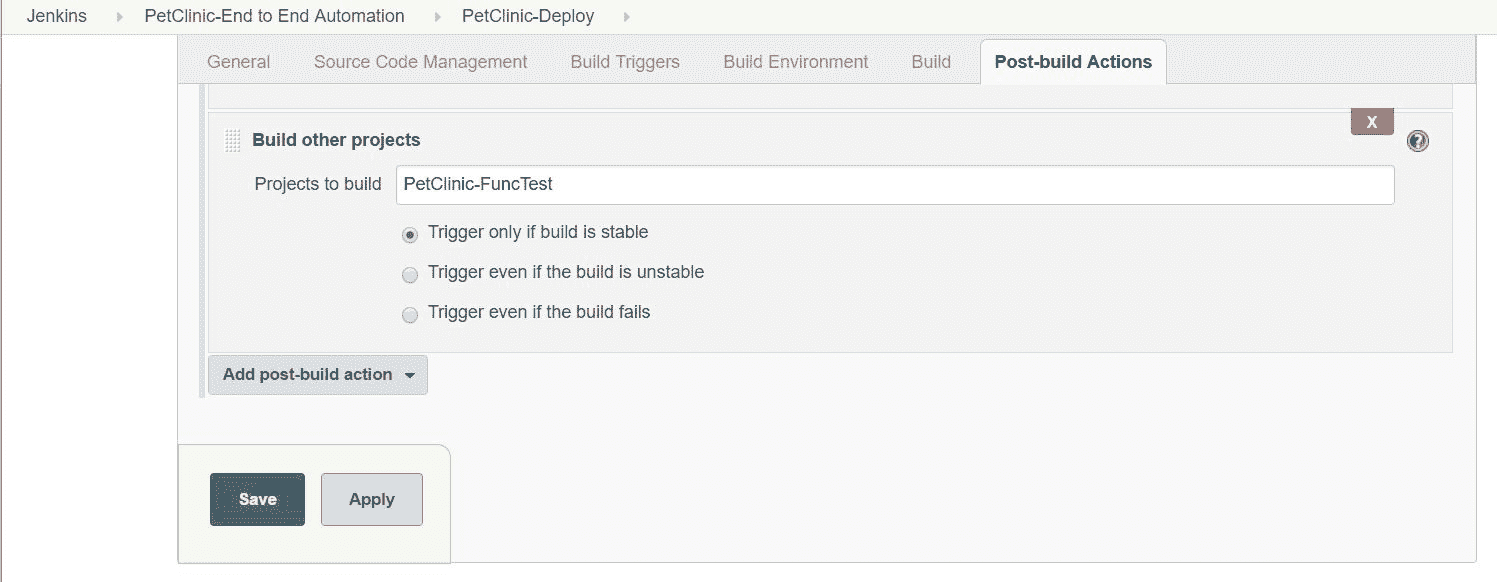 Jenkins PetClinic-End to End Automation PetClinic-Deploy
General Source Code Management Build Triggers Build Environment Build Post-build Actions
X
Build other projects ?
Projects to build PetClinic-FuncTest
Trigger only if build is stable
Trigger even if the build is unstable
Trigger even if the build fails
Add post-build action
Save Apply